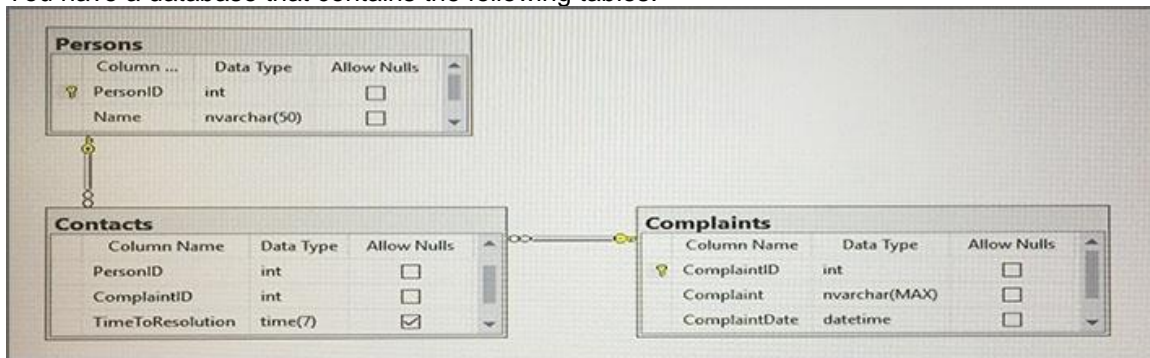 You have a database that contains the following tables.
Persons
Column ... Data Type Allow Nulls
PersonID int
Name nvarchar(50)
Contacts
Column Name Data Type Allow Nulls
PersonID int
ComplaintID int
TimeToResolution time(7)
Complaints
Column Name Data Type Allow Nulls
ComplaintID int
Complaint nvarchar(MAX)
ComplaintDate datetime